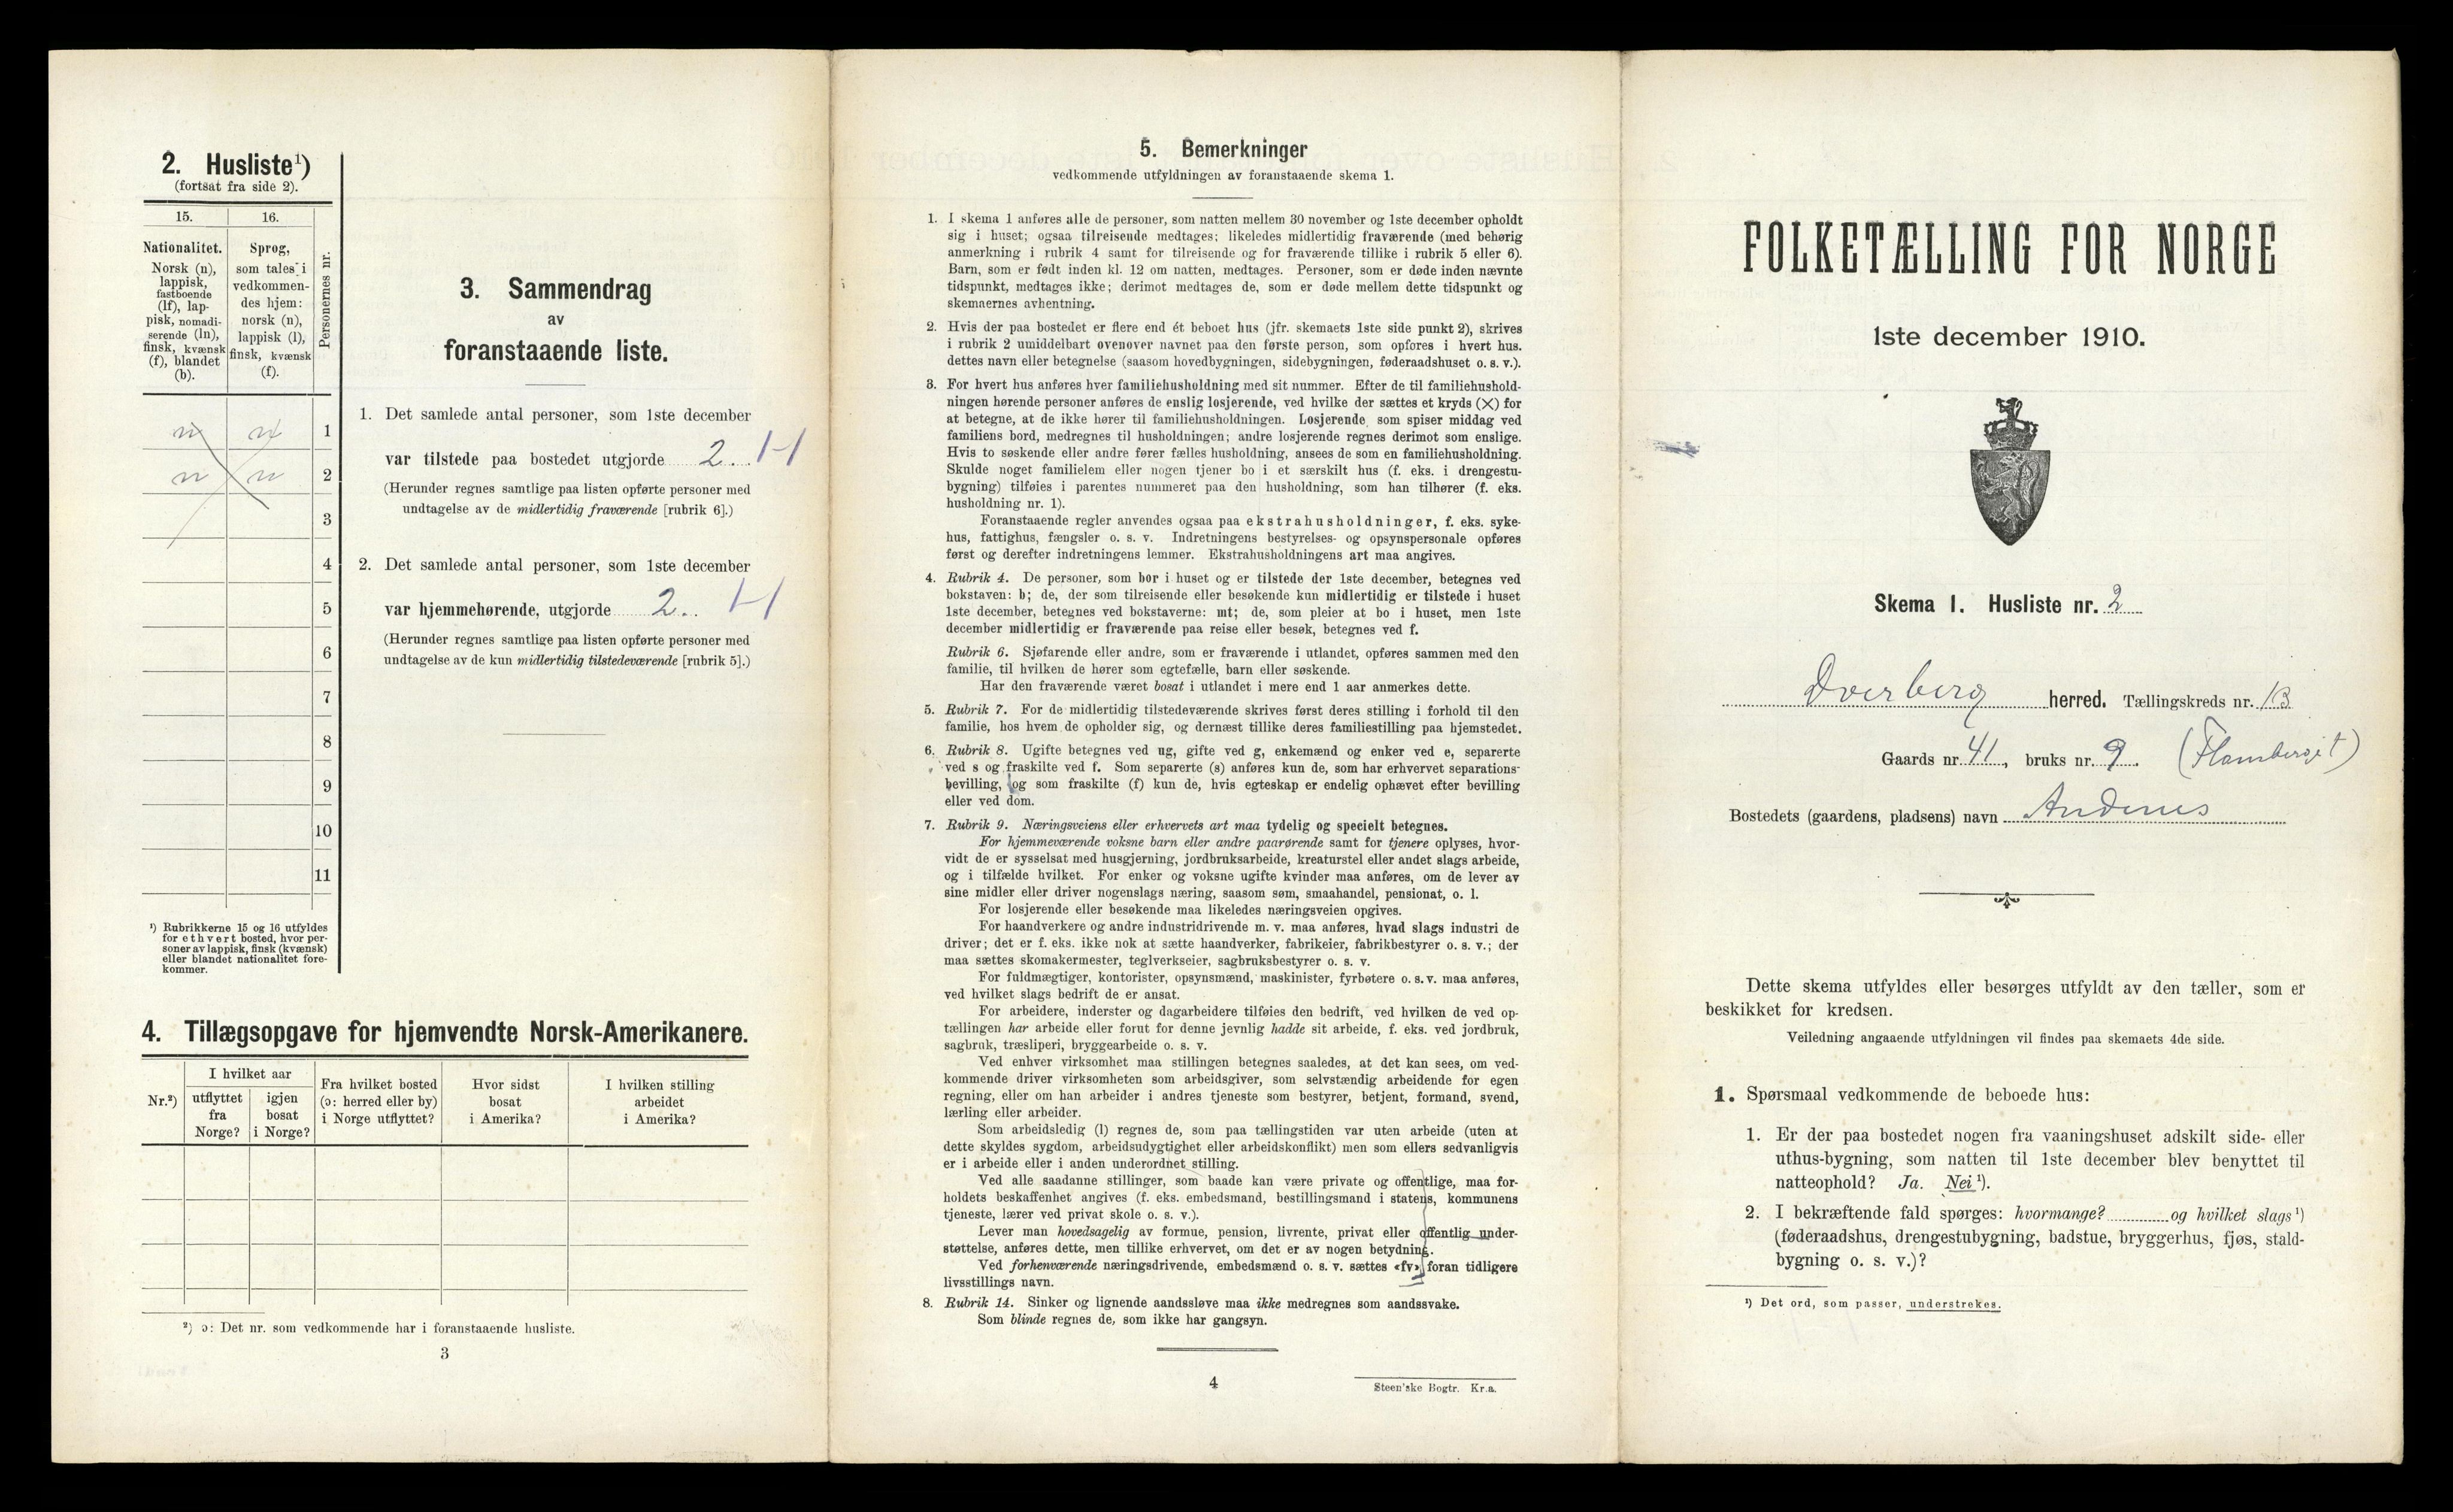 2. Husliste¹)
(fortsat fra side 2).
15.
16.
Personernes nr.
Nationalitet.
Norsk (n),
lappisk,
fastboende
(lf), lap-
pisk, nomadi-
serende (ln),
finsk, kvænsk
(f), blandet
(b).
Sprog,
som tales i
vedkommen-
des hjem:
norsk (n),
lappisk (l),
finsk, kvænsk
(f).
n n 1
n n 2
3
4
5
6
7
8
9
10
11
¹) Rubrikkerne 15 og 16 utfyldes
for ethvert bosted, hvor per-
soner av lappisk, finsk (kvænsk)
eller blandet nationalitet fore-
kommer.
3. Sammendrag
av
foranstaaende liste.
1. Det samlede antal personer, som 1ste december
var tilstede paa bostedet utgjorde 2.
(Herunder regnes samtlige paa listen opførte personer med
undtagelse av de midlertidig fraværende [rubrik 6].)
2. Det samlede antal personer, som 1ste december
var hjemmehørende, utgjorde 2.
(Herunder regnes samtlige paa listen opførte personer med
undtagelse av de kun midlertidig tilstedeværende [rubrik 5].)
4. Tillægsopgave for hjemvendte Norsk-Amerikanere.
Nr.²)
I hvilket aar
utflyttet
fra
Norge?
igjen
bosat
i Norge?
Fra hvilket bosted
(ɔ: herred eller by)
i Norge utflyttet?
Hvor sidst
bosat
i Amerika?
I hvilken stilling
arbeidet
i Amerika?
²) ɔ: Det nr. som vedkommende har i foranstaaende husliste.
3
5. Bemerkninger
vedkommende utfyldningen av foranstaaende skema 1.
1. I skema 1 anføres alle de personer, som natten mellem 30 november og 1ste december opholdt
sig i huset; ogsaa tilreisende medtages; likeledes midlertidig fraværende (med behørig
anmerkning i rubrik 4 samt for tilreisende og for fraværende tillike i rubrik 5 eller 6).
Barn, som er født inden kl. 12 om natten, medtages. Personer, som er døde inden nævnte
tidspunkt, medtages ikke; derimot medtages de, som er døde mellem dette tidspunkt og
skemaernes avhentning.
2. Hvis der paa bostedet er flere end ét beboet hus (jfr. skemaets 1ste side punkt 2), skrives
i rubrik 2 umiddelbart ovenover navnet paa den første person, som opføres i hvert hus.
dettes navn eller betegnelse (saasom hovedbygningen, sidebygningen, føderaadshuset o. s. v.).
3. For hvert hus anføres hver familiehusholdning med sit nummer. Efter de til familiehushold-
ningen hørende personer anføres de enslig losjerende, ved hvilke der sættes et kryds (×) for
at betegne, at de ikke hører til familiehusholdningen. Losjerende som spiser middag ved
familiens bord, medregnes til husholdningen; andre losjerende regnes derimot som enslige.
Hvis to søskende eller andre fører fælles husholdning, ansees de som en familiehusholdning.
Skulde noget familielem eller nogen tjener bo i et særskilt hus (f. eks. i drengestu-
bygning) tilføies i parentes nummeret paa den husholdning, som han tilhører (f. eks.
husholdning nr. 1).
Foranstaaende regler anvendes ogsaa paa ekstrahusholdninger, f. eks. syke-
hus, fattighus, fængsler o. s. v. Indretningens bestyrelses- og opsynspersonale opføres
først og derefter indretningens lemmer. Ekstrahusholdningens art maa angives.
4. Rubrik 4. De personer, som bor i huset og er tilstede der 1ste december, betegnes ved
bokstaven: b; de, der som tilreisende eller besøkende kun midlertidig er tilstede i huset
1ste december, betegnes ved bokstaverne: mt; de, som pleier at bo i huset, men 1ste
december midlertidig er fraværende paa reise eller besøk, betegnes ved f.
Rubrik 6. Sjøfarende eller andre, som er fraværende i utlandet, opføres sammen med den
familie, til hvilken de hører som egtefælle, barn eller søskende.
Har den fraværende været bosat i utlandet i mere end 1 aar anmerkes dette.
5. Rubrik 7. For de midlertidig tilstedeværende skrives først deres stilling i forhold til den
familie, hos hvem de opholder sig, og dernæst tillike deres familiestilling paa hjemstedet.
6. Rubrik 8. Ugifte betegnes ved ug, gifte ved g, enkemænd og enker ved e, separerte
ved s og fraskilte ved f. Som separerte (s) anføres kun de, som har erhvervet separations-
bevilling, og som fraskilte (f) kun de, hvis egteskap er endelig ophævet efter bevilling
eller ved dom.
7. Rubrik 9. Næringsveiens eller erhvervets art maa tydelig og specielt betegnes.
For hjemmeværende voksne barn eller andre paarørende samt for tjenere oplyses, hvor-
vidt de er sysselsat med husgjerning, jordbruksarbeide, kreaturstel eller andet slags arbeide,
og i tilfælde hvilket. For enker og voksne ugifte kvinder maa anføres, om de lever av
sine midler eller driver nogenslags næring, saasom søm, smaahandel, pensionat, o. l.
For losjerende eller besøkende maa likeledes næringsveien opgives.
For haandverkere og andre industridrivende m. v. maa anføres, hvad slags industri de
driver; det er f. eks. ikke nok at sætte haandverker, fabrikeier, fabrikbestyrer o. s. v.; der
maa sættes skomakermester, teglverkseier, sagbruksbestyrer o. s. v.
For fuldmægtiger, kontorister, opsynsmænd, maskinister, fyrbøtere o. s. v. maa anføres,
ved hvilket slags bedrift de er ansat.
For arbeidere, inderster og dagarbeidere tilføies den bedrift, ved hvilken de ved op-
tællingen har arbeide eller forut for denne jevnlig hadde sit arbeide, f. eks. ved jordbruk,
sagbruk, træsliperi, bryggearbeide o. s. v.
Ved enhver virksomhet maa stillingen betegnes saaledes, at det kan sees, om ved-
kommende driver virksomheten som arbeidsgiver, som selvstændig arbeidende for egen
regning, eller om han arbeider i andres tjeneste som bestyrer, betjent, formand, svend,
lærling eller arbeider.
Som arbeidsledig (l) regnes de, som paa tællingstiden var uten arbeide (uten at
dette skyldes sygdom, arbeidsudygtighet eller arbeidskonflikt) men som ellers sedvanligvis
er i arbeide eller i anden underordnet stilling.
Ved alle saadanne stillinger, som baade kan være private og offentlige, maa for-
holdets beskaffenhet angives (f. eks. embedsmand, bestillingsmand i statens, kommunens
tjeneste, lærer ved privat skole o. s. v.).
Lever man hovedsagelig av formue, pension, livrente, privat eller offentlig under-
støttelse, anføres dette, men tillike erhvervet, om det er av nogen betydning.
Ved forhenværende næringsdrivende, embedsmænd o. s. v. sættes «fv» foran tidligere
livsstillings navn.
8. Rubrik 14. Sinker og lignende aandssløve maa ikke medregnes som aandssvake.
Som blinde regnes de, som ikke har gangsyn.
4
Steen'ske Bogtr. Kr.a.
FOLKETÆLLING FOR NORGE
1ste december 1910.
Skema 1. Husliste nr. 2
Dverberg herred. Tællingskreds nr. 13
Gaards nr. 41, bruks nr. 9. (Flomberget)
Bostedets (gaardens, pladsens) navn Andenes
Dette skema utfyldes eller besørges utfyldt av den tæller, som er
beskikket for kredsen.
Veiledning angaaende utfyldningen vil findes paa skemaets 4de side.
1. Spørsmaal vedkommende de beboede hus:
1. Er der paa bostedet nogen fra vaaningshuset adskilt side- eller
uthus-bygning, som natten til 1ste december blev benyttet til
natteophold? Ja. Nei ¹).
2. I bekræftende fald spørges: hvormange? og hvilket slags ¹)
(føderaadshus, drengestubygning, badstue, bryggerhus, fjøs, stald-
bygning o. s. v.)?
¹) Det ord, som passer, understrekes.